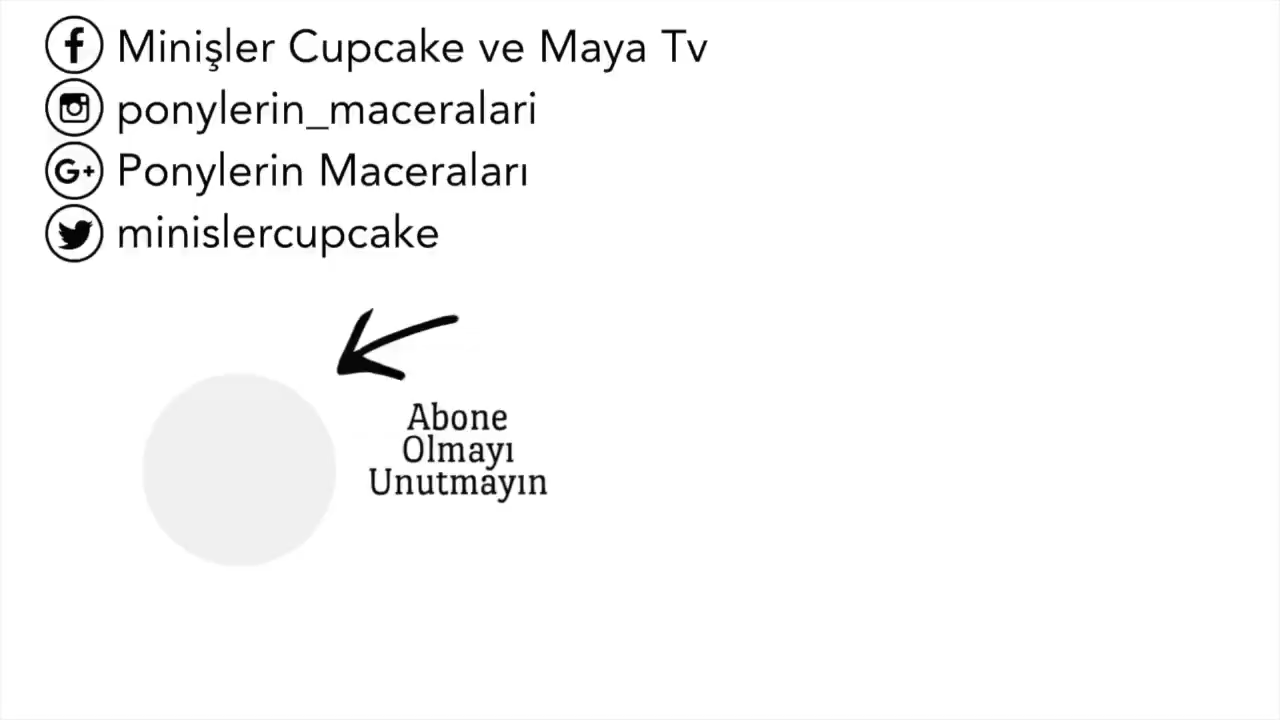 Minişler Cupcake ve Maya Tv
ponylerin_maceralari
G+ Ponylerin Maceraları
minislercupcake
Abone
Olmayı
Unutmayın